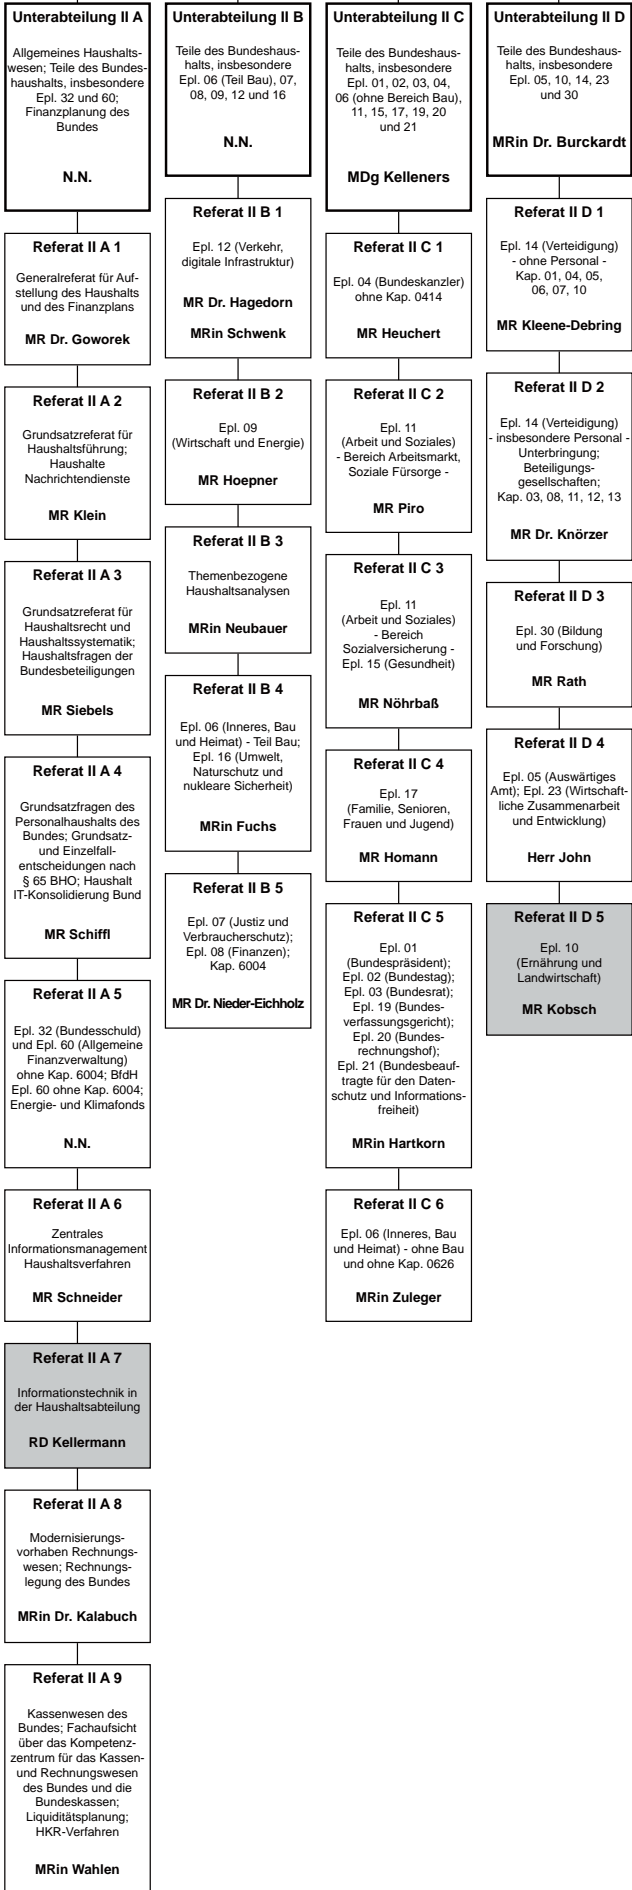 Unterabteilung II A
Allgemeines Haushalts-
wesen; Teile des Bundes-
haushalts, insbesondere
Epl. 32 und 60;
Finanzplanung des
Bundes
N.N.
Referat II A 1
Generalreferat für Auf-
stellung des Haushalts
und des Finanzplans
MR Dr. Goworek
Referat II A 2
Grundsatzreferat für
Haushaltsführung;
Haushalte
Nachrichtendienste
MR Klein
Referat II A 3
Grundsatzreferat für
Haushaltsrecht und
Haushaltssystematik;
Haushaltsfragen der
Bundesbeteiligungen
MR Siebels
Referat II A 4
Grundsatzfragen des
Personalhaushalts des
Bundes; Grundsatz-
und Einzelfall-
entscheidungen nach
§ 65 BHO; Haushalt
IT-Konsolidierung Bund
MR Schiffl
Referat II A 5
Epl. 32 (Bundesschuld)
und Epl. 60 (Allgemeine
Finanzverwaltung)
ohne Kap. 6004; BfdH
Epl. 60 ohne Kap. 6004;
Energie- und Klimafonds
N.N.
Referat II A 6
Zentrales
Informationsmanagement
Haushaltsverfahren
MR Schneider
Referat II A 7
Informationstechnik in
der Haushaltsabteilung
RD Kellermann
Referat II A 8
Modernisierungs-
vorhaben Rechnungs-
wesen; Rechnungs-
legung des Bundes
MRin Dr. Kalabuch
Referat II A 9
Kassenwesen des
Bundes; Fachaufsicht
über das Kompetenz-
zentrum für das Kassen-
und Rechnungswesen
des Bundes und die
Bundeskassen;
Liquiditätsplanung;
HKR-Verfahren
MRin Wahlen
Unterabteilung II B
Teile des Bundeshaus-
halts, insbesondere
Epl. 06 (Teil Bau), 07,
08, 09, 12 und 16
N.N.
Referat II B 1
Epl. 12 (Verkehr,
digitale Infrastruktur)
MR Dr. Hagedorn
MRin Schwenk
Referat II B 2
Epl. 09
(Wirtschaft und Energie)
MR Hoepner
Referat II B 3
Themenbezogene
Haushaltsanalysen
MRin Neubauer
Referat II B 4
Epl. 06 (Inneres, Bau
und Heimat) - Teil Bau;
Epl. 16 (Umwelt,
Naturschutz und
nukleare Sicherheit)
MRin Fuchs
Referat II B 5
Epl. 07 (Justiz und
Verbraucherschutz);
Epl. 08 (Finanzen);
Kap. 6004
MR Dr. Nieder-Eichholz
Unterabteilung II C
Teile des Bundeshaus-
halts, insbesondere
Epl. 01, 02, 03, 04,
06 (ohne Bereich Bau),
11, 15, 17, 19, 20
und 21
MDg Kelleners
Referat II C 1
Epl. 04 (Bundeskanzler)
ohne Kap. 0414
MR Heuchert
Referat II C 2
Epl. 11
(Arbeit und Soziales)
- Bereich Arbeitsmarkt,
Soziale Fürsorge -
MR Piro
Referat II C 3
Epl. 11
(Arbeit und Soziales)
- Bereich
Sozialversicherung -
Epl. 15 (Gesundheit)
MR Nöhrbaß
Referat II C 4
Epl. 17
(Familie, Senioren,
Frauen und Jugend)
MR Homann
Referat II C 5
Epl. 01
(Bundespräsident);
Epl. 02 (Bundestag);
Epl. 03 (Bundesrat);
Epl. 19 (Bundes-
verfassungsgericht);
Epl. 20 (Bundes-
rechnungshof);
Epl. 21 (Bundesbeauf-
tragte für den Daten-
schutz und Informations-
freiheit)
MRin Hartkorn
Referat II C 6
Epl. 06 (Inneres, Bau
und Heimat) - ohne Bau
und ohne Kap. 0626
MRin Zuleger
Unterabteilung II D
Teile des Bundeshaus-
halts, insbesondere
Epl. 05, 10, 14, 23
und 30
MRin Dr. Burckardt
Referat II D 1
Epl. 14 (Verteidigung)
- ohne Personal -
Kap. 01, 04, 05,
06, 07, 10
MR Kleene-Debring
Referat II D 2
Epl. 14 (Verteidigung)
- insbesondere Personal -
Unterbringung;
Beteiligungs-
gesellschaften;
Kap. 03, 08, 11, 12, 13
MR Dr. Knörzer
Referat II D 3
Epl. 30 (Bildung
und Forschung)
MR Rath
Referat II D 4
Epl. 05 (Auswärtiges
Amt); Epl. 23 (Wirtschaft-
liche Zusammenarbeit
und Entwicklung)
Herr John
Referat II D 5
Epl. 10
(Ernährung und
Landwirtschaft)
MR Kobsch